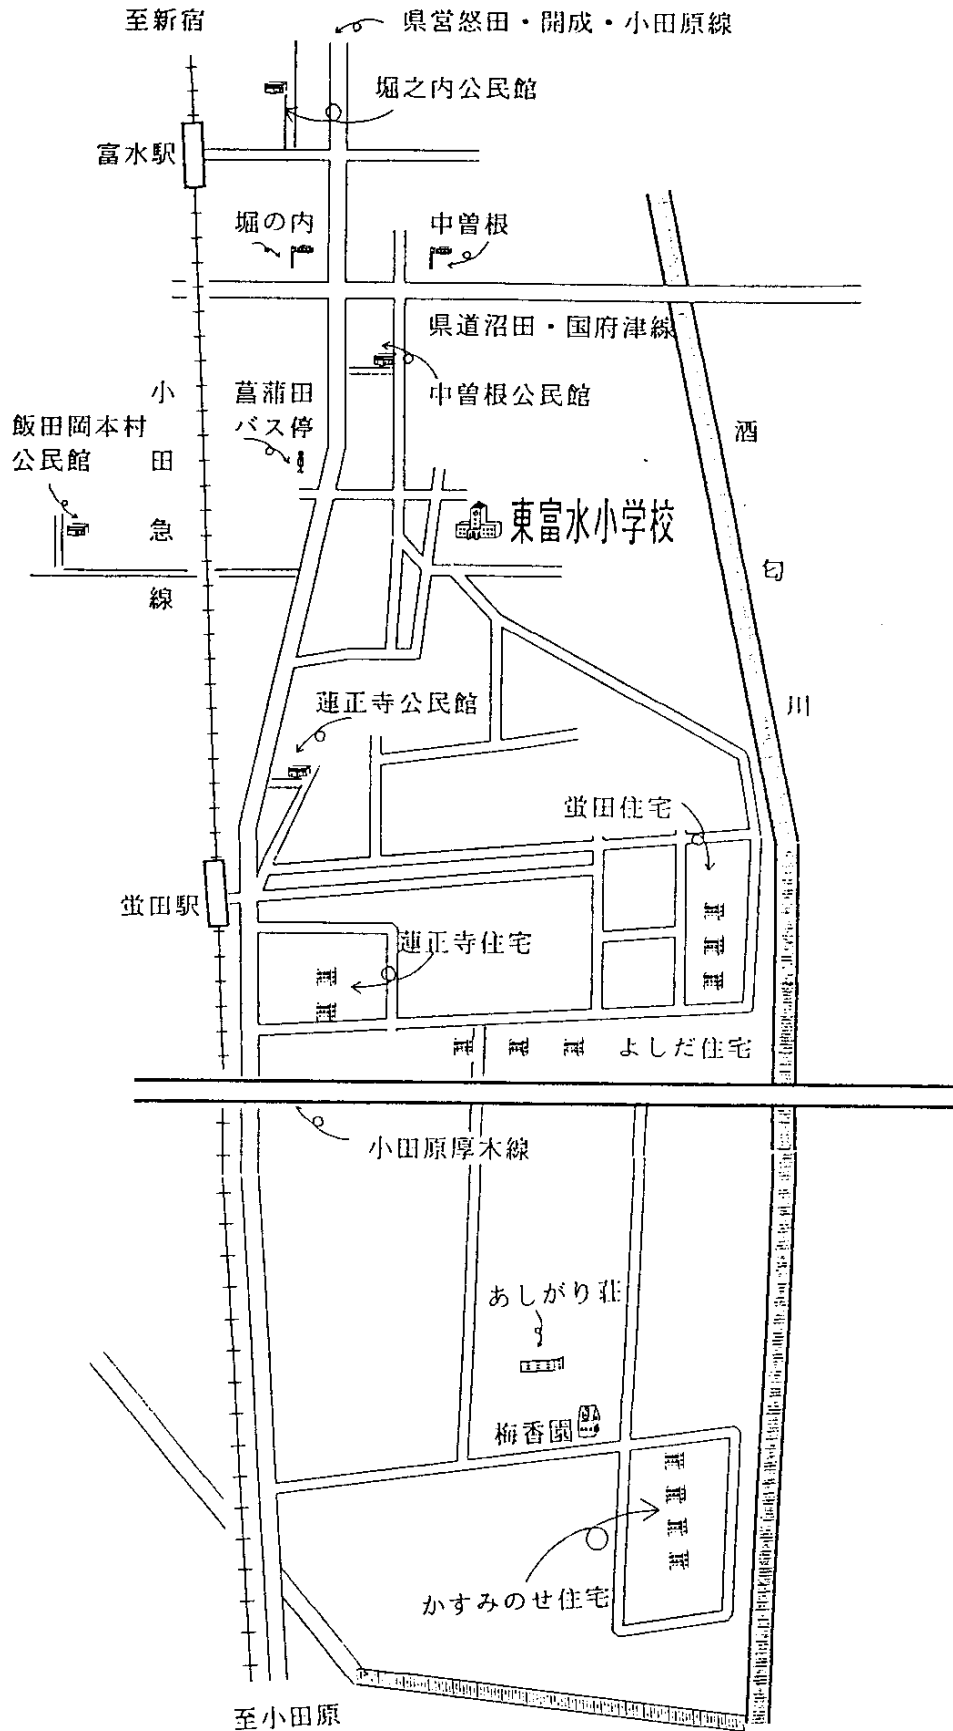 至新宿
県営怒田・開成・小田原線
堀之内公民館
富水駅
堀の内
中曽根
県道沼田・国府津線
小田急線
菖蒲田
バス停
中曽根公民館
飯田岡本村
公民館
酒匂川
東富水小学校
蓮正寺公民館
蛍田住宅
蛍田駅
蓮正寺住宅
よしだ住宅
小田原厚木線
あしがり荘
梅香園
かすみのせ住宅
至小田原